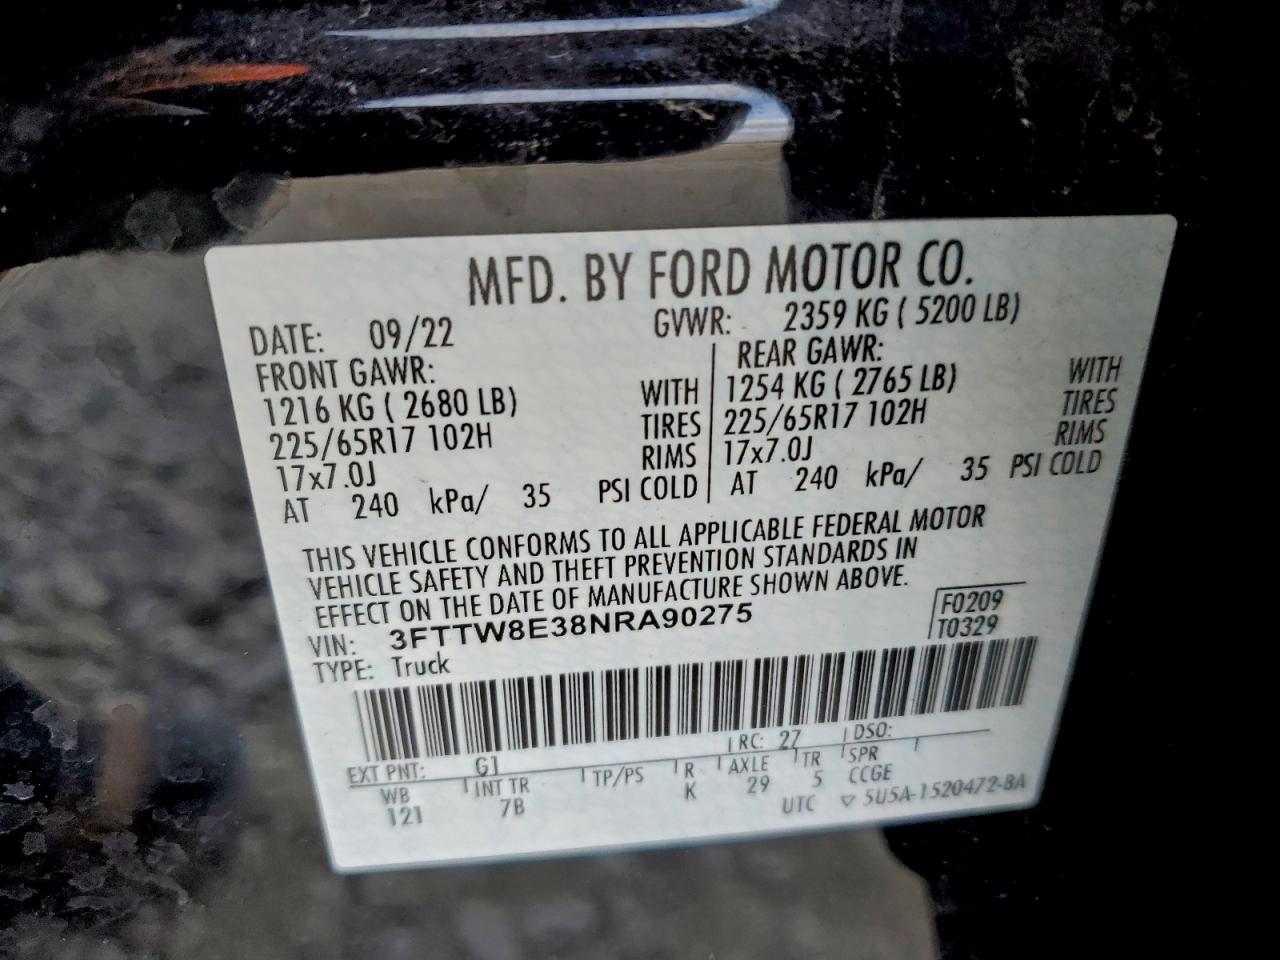 MFD. BY FORD MOTOR CO.
DATE: 09/22 GVWR: 2359 KG ( 5200 LB)
FRONT GAWR: REAR GAWR:
1216 KG ( 2680 LB) WITH 1254 KG ( 2765 LB) WITH
225/65R17 102H TIRES 225/65R17 102H TIRES
17x7.0J RIMS 17x7.0J RIMS
AT 240 kPa/ 35 PSI COLD AT 240 kPa/ 35 PSI COLD
THIS VEHICLE CONFORMS TO ALL APPLICABLE FEDERAL MOTOR
VEHICLE SAFETY AND THEFT PREVENTION STANDARDS IN
EFFECT ON THE DATE OF MANUFACTURE SHOWN ABOVE.
VIN: 3FTTW8E38NRA90275 F0209
TYPE: Truck T0329
EXT PNT: G1 RC: 27 DSO:
WB INT TR TP/PS R AXLE TR SPR
121 7B K 29 5 CCGE
UTC ▽ 5U5A-1520472-BA